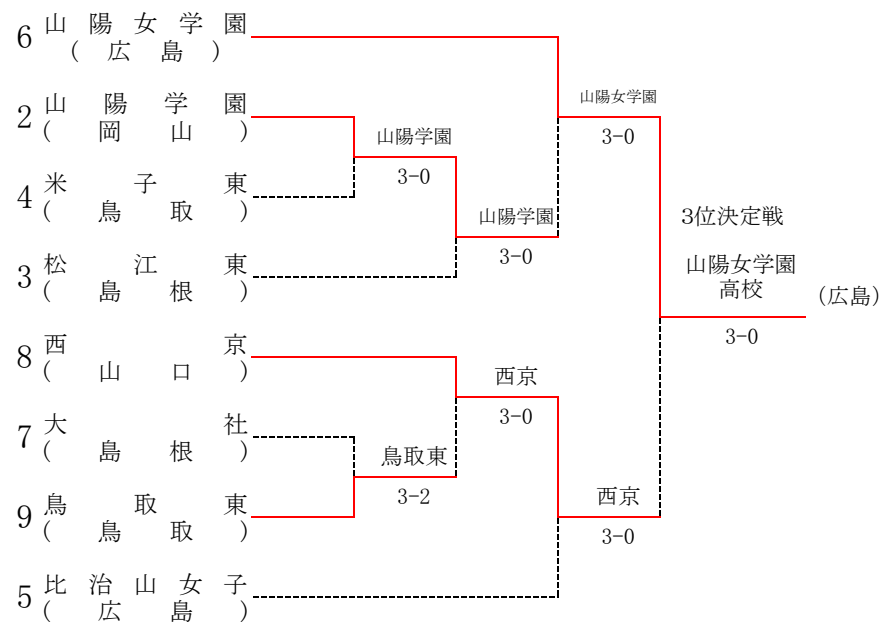 6 山陽女学園
(広島)
2 山陽学園
(岡山)
4 米子東
(鳥取)
3 松江東
(島根)
8 西京
(山口)
7 大社
(島根)
9 鳥取東
(鳥取)
5 比治山女子
(広島)
山陽学園
3-0
山陽学園
3-0
鳥取東
3-2
西京
3-0
山陽女学園
3-0
西京
3-0
3位決定戦
山陽女学園
高校
(広島)
3-0